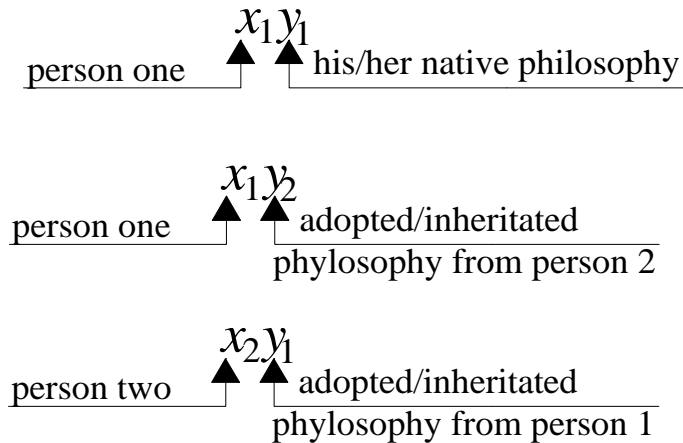 x₁y₁
person one his/her native philosophy
x₁y₂
person one adopted/inheritated
phylosophy from person 2
x₂y₁
person two adopted/inheritated
phylosophy from person 1